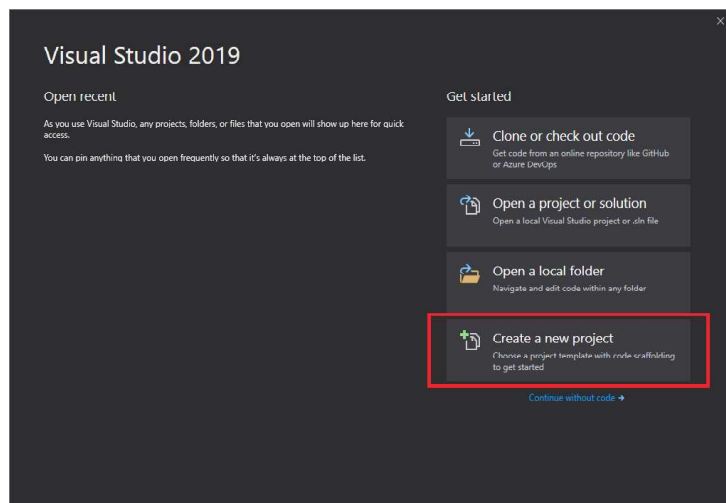 Visual Studio 2019
Open recent
As you use Visual Studio, any projects, folders, or files that you open will show up here for quick
access.
You can pin anything that you open frequently so that it's always at the top of the list.
Get started
Clone or check out code
Get code from an online repository like GitHub
or Azure DevOps
Open a project or solution
Open a local Visual Studio project or .sln file
Open a local folder
Navigate and edit code within any folder
Create a new project
Choose a project template with code scaffolding
to get started
Continue without code →